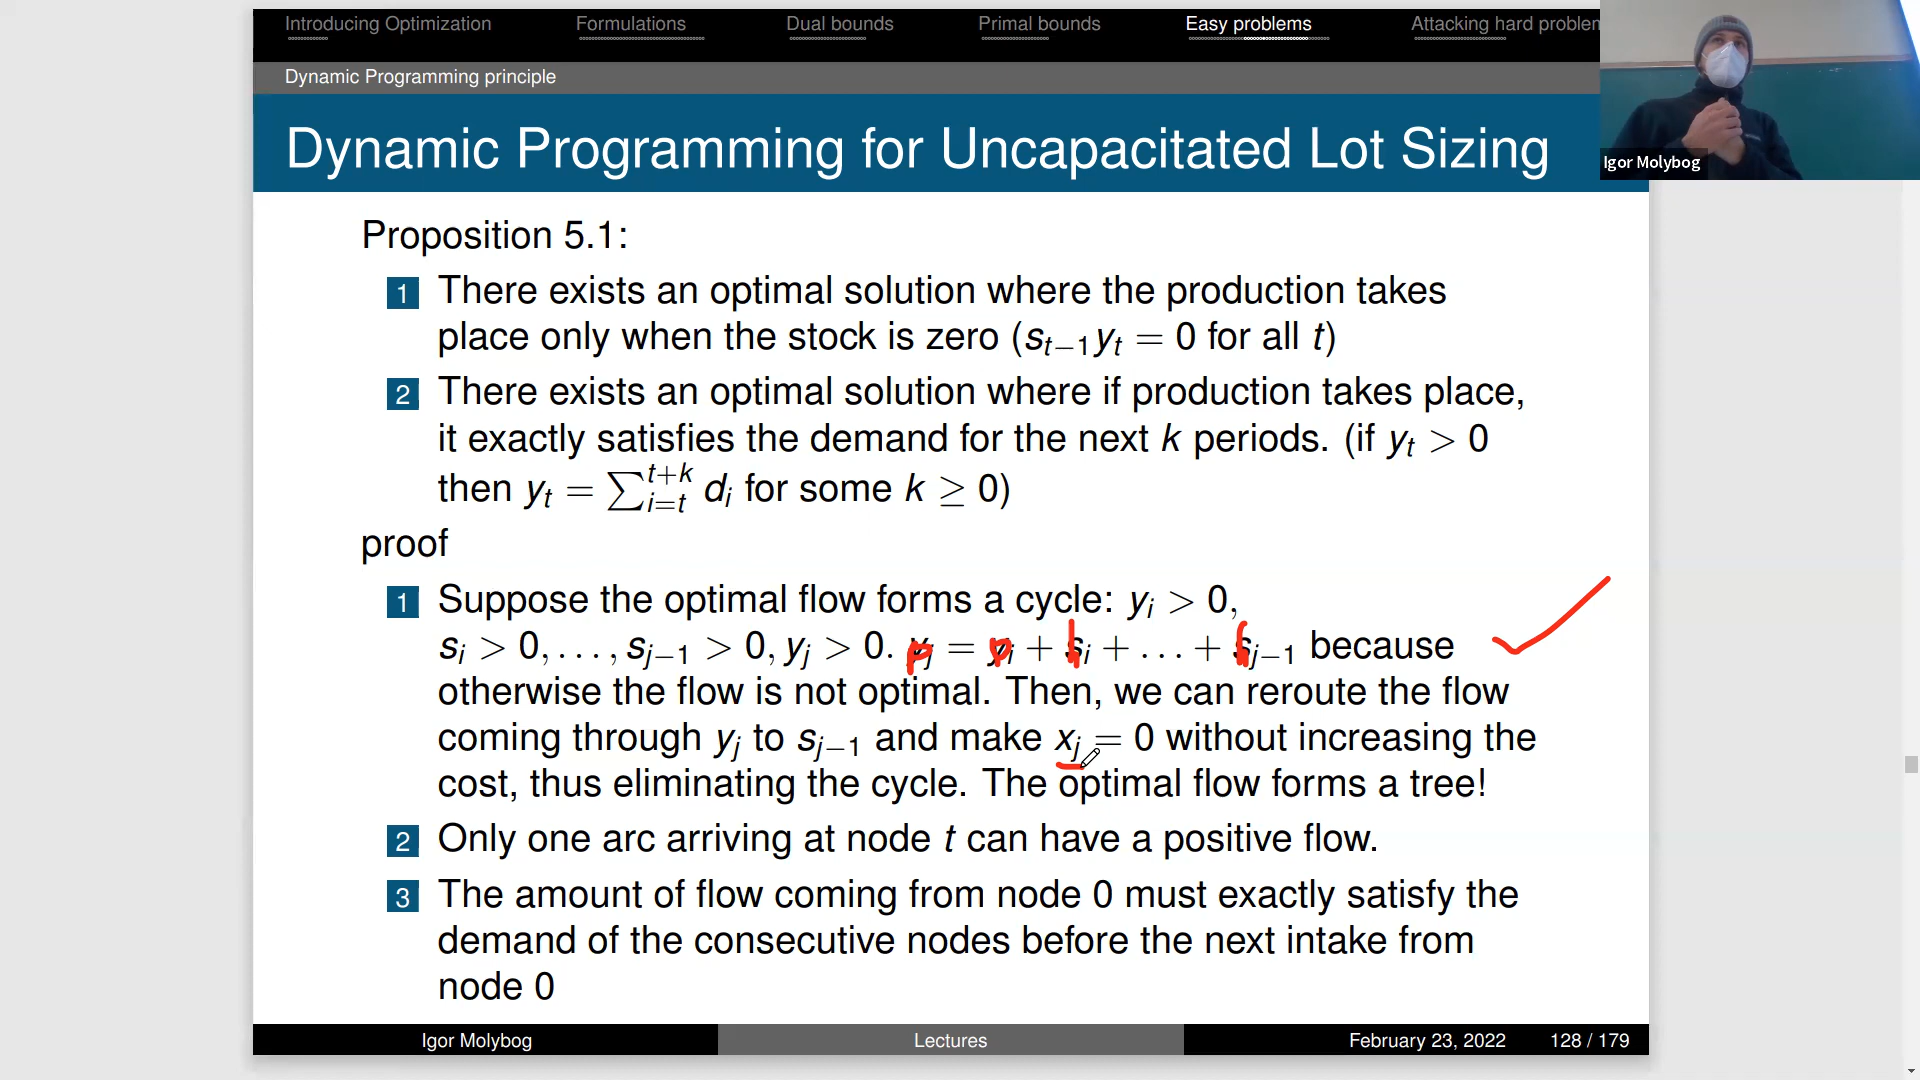 Introducing Optimization Formulations Dual bounds Primal bounds Easy problems Attacking hard problem
Dynamic Programming principle
Igor Molybog
Dynamic Programming for Uncapacitated Lot Sizing
Proposition 5.1:
1 There exists an optimal solution where the production takes
place only when the stock is zero (s_{t−1}y_t = 0 for all t)
2 There exists an optimal solution where if production takes place,
it exactly satisfies the demand for the next k periods. (if y_t > 0
then y_t = ∑_{i=t}^{t+k} d_i for some k ≥ 0)
proof
1 Suppose the optimal flow forms a cycle: y_i > 0,
s_i > 0, . . . , s_{j−1} > 0, y_j > 0. p_j = p_i + h_i + . . . + h_{j−1} because
otherwise the flow is not optimal. Then, we can reroute the flow
coming through y_j to s_{j−1} and make x_j = 0 without increasing the
cost, thus eliminating the cycle. The optimal flow forms a tree!
2 Only one arc arriving at node t can have a positive flow.
3 The amount of flow coming from node 0 must exactly satisfy the
demand of the consecutive nodes before the next intake from
node 0
Igor Molybog Lectures February 23, 2022 128 / 179